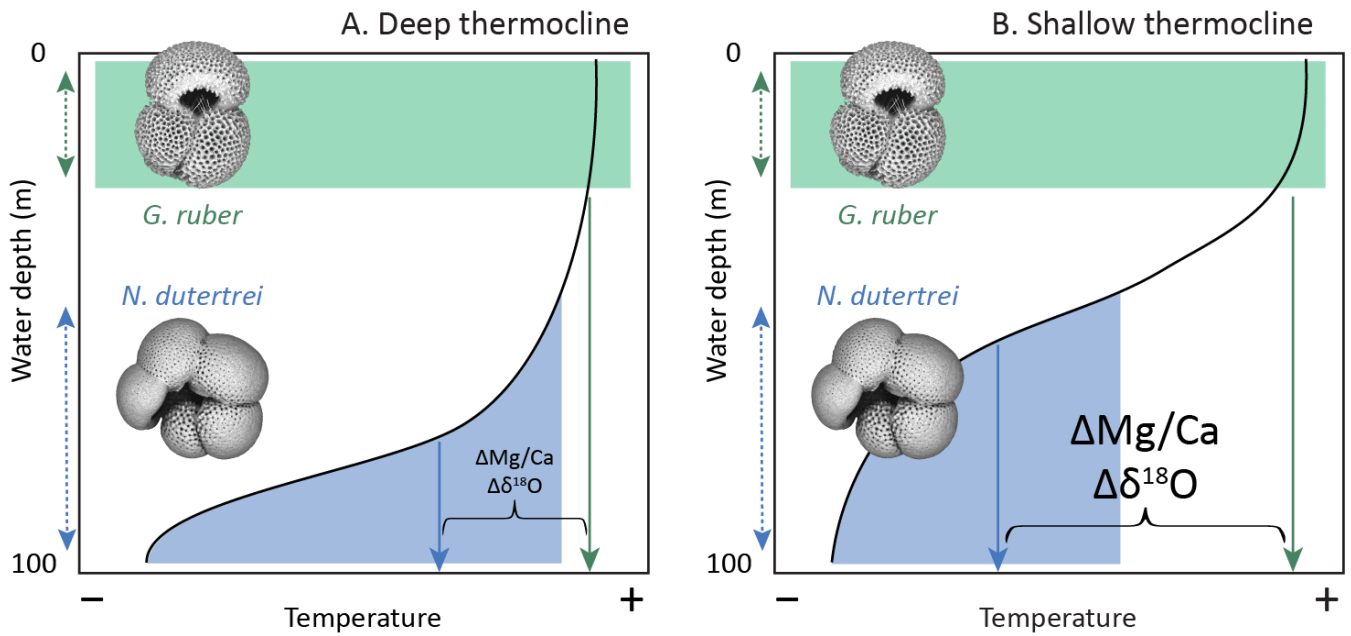 A. Deep thermocline
0
G. ruber
N. dutertrei
Water depth (m)
ΔMg/Ca
Δδ¹⁸O
100
− +
Temperature
B. Shallow thermocline
0
G. ruber
N. dutertrei
Water depth (m)
ΔMg/Ca
Δδ¹⁸O
100
− +
Temperature